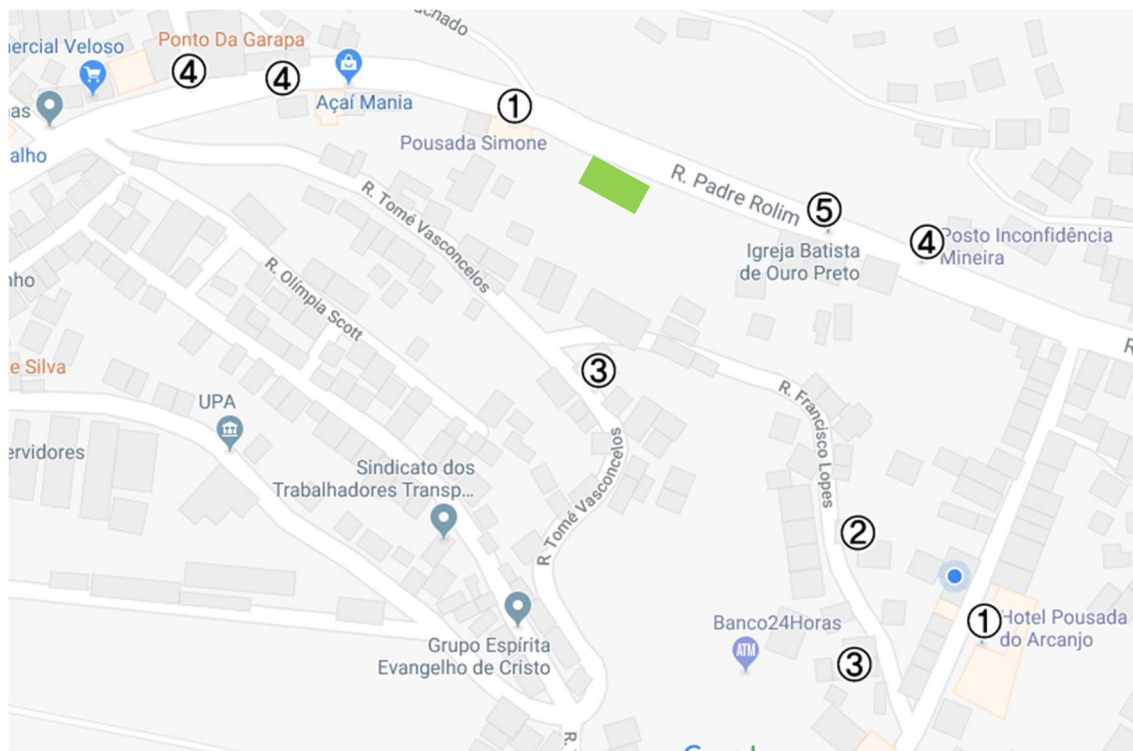 achado
ercial Veloso
Ponto Da Garapa
④
④
Açaí Mania
①
Pousada Simone
as
alho
R. Padre Rolim
⑤
Igreja Batista
de Ouro Preto
④
Posto Inconfidência
Mineira
R. Tomé Vasconcelos
R. Olímpia Scott
nho
e Silva
③
R. Francisco Lopes
UPA
ervidores
Sindicato dos
Trabalhadores Transp...
R. Tomé Vasconcelos
②
Grupo Espírita
Evangelho de Cristo
Banco24Horas
ATM
③
①
Hotel Pousada
do Arcanjo
R.
R